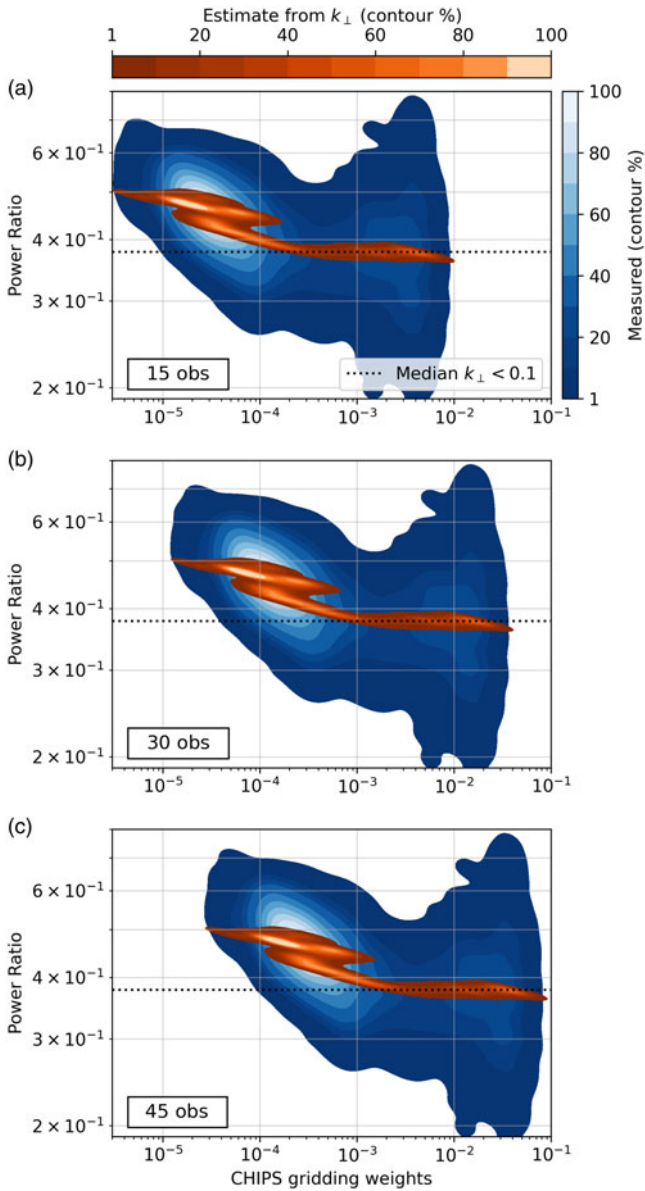 Estimate from k⊥ (contour %)
1 20 40 60 80 100
(a)
6 × 10⁻¹
4 × 10⁻¹
3 × 10⁻¹
2 × 10⁻¹
Power Ratio
15 obs
Median k⊥ < 0.1
10⁻⁵ 10⁻⁴ 10⁻³ 10⁻² 10⁻¹
100
80
60
40
20
1
Measured (contour %)
(b)
6 × 10⁻¹
4 × 10⁻¹
3 × 10⁻¹
2 × 10⁻¹
Power Ratio
30 obs
10⁻⁵ 10⁻⁴ 10⁻³ 10⁻² 10⁻¹
(c)
6 × 10⁻¹
4 × 10⁻¹
3 × 10⁻¹
2 × 10⁻¹
Power Ratio
45 obs
10⁻⁵ 10⁻⁴ 10⁻³ 10⁻² 10⁻¹
CHIPS gridding weights